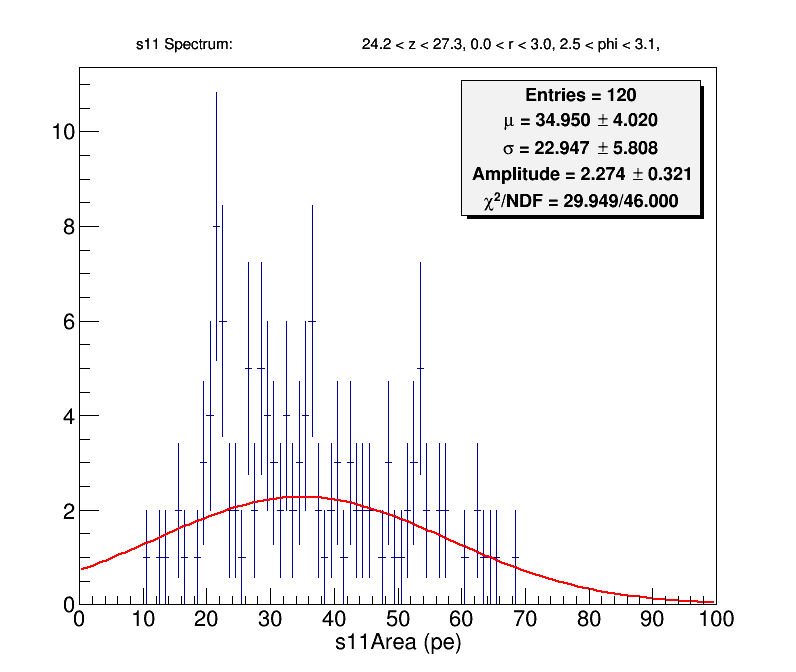 s11 Spectrum: 24.2 < z < 27.3, 0.0 < r < 3.0, 2.5 < phi < 3.1,
Entries = 120
μ = 34.950 ± 4.020
σ = 22.947 ± 5.808
Amplitude = 2.274 ± 0.321
χ²/NDF = 29.949/46.000
10
8
6
4
2
0
0 10 20 30 40 50 60 70 80 90 100
s11Area (pe)